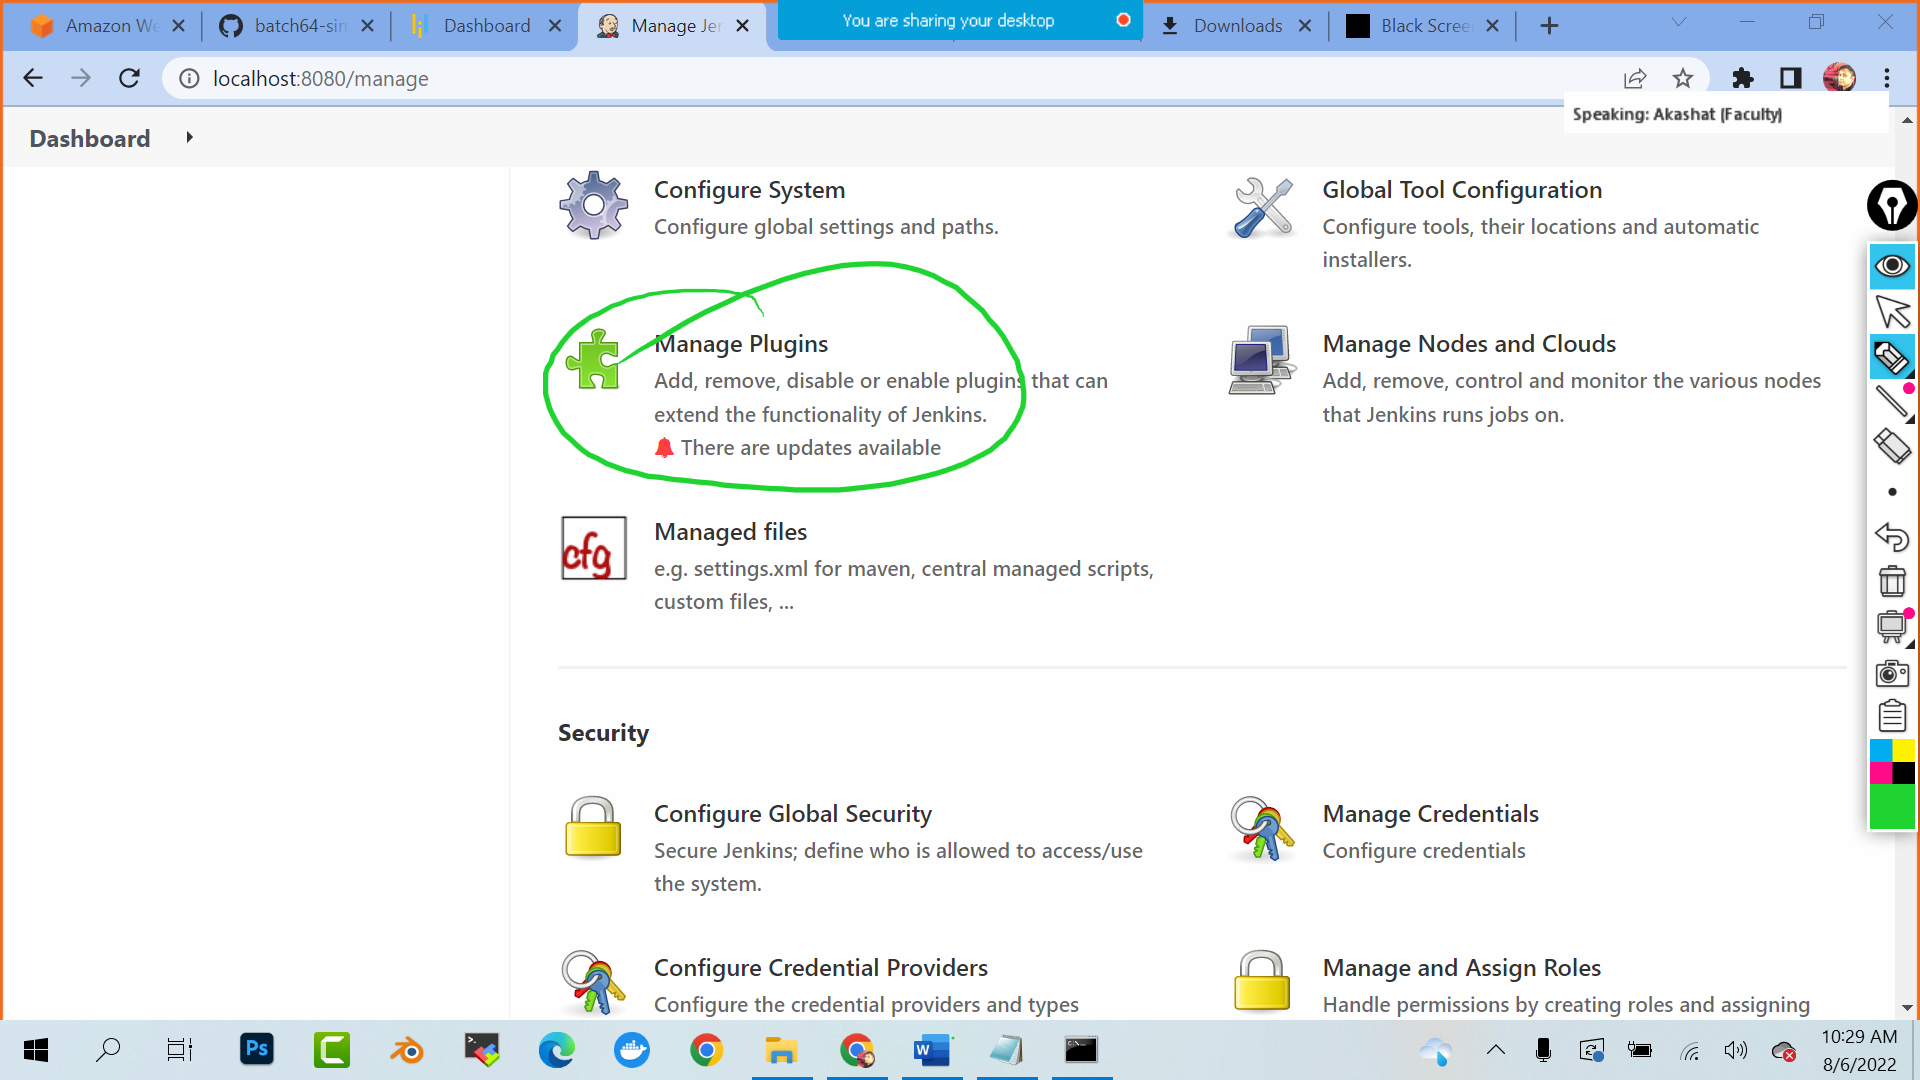 Amazon We
batch64-sim
Dashboard
Manage Jen
You are sharing your desktop
Downloads
Black Scree
localhost:8080/manage
Speaking: Akashat (Faculty)
Dashboard
Configure System
Configure global settings and paths.
Global Tool Configuration
Configure tools, their locations and automatic
installers.
Manage Plugins
Add, remove, disable or enable plugins that can
extend the functionality of Jenkins.
There are updates available
Manage Nodes and Clouds
Add, remove, control and monitor the various nodes
that Jenkins runs jobs on.
cfg
Managed files
e.g. settings.xml for maven, central managed scripts,
custom files, ...
Security
Configure Global Security
Secure Jenkins; define who is allowed to access/use
the system.
Manage Credentials
Configure credentials
Configure Credential Providers
Configure the credential providers and types
Manage and Assign Roles
Handle permissions by creating roles and assigning
Ps
C
W
10:29 AM
8/6/2022